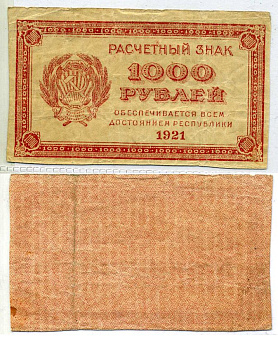 РАСЧЕТНЫЙ ЗНАК
1000
РУБЛЕЙ
ОБЕСПЕЧИВАЕТСЯ ВСЕМ
ДОСТОЯНИЕМ РЕСПУБЛИКИ
1921